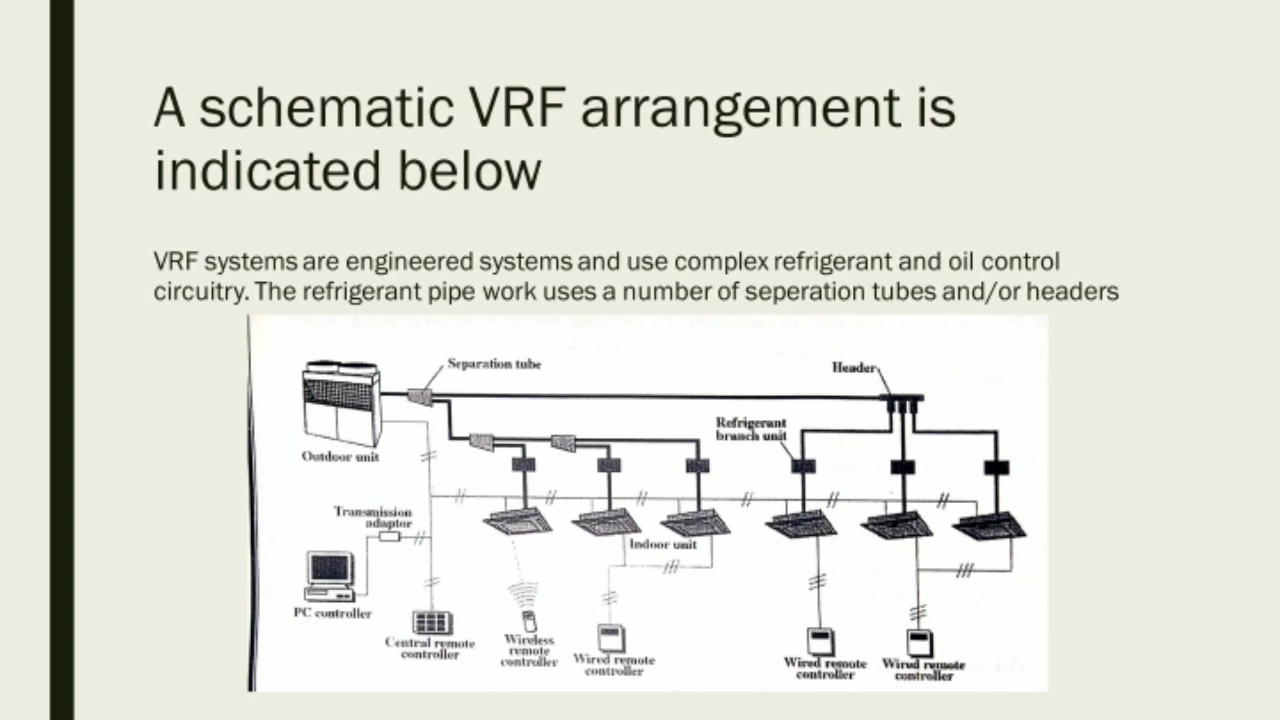 A schematic VRF arrangement is
indicated below
VRF systems are engineered systems and use complex refrigerant and oil control
circuitry. The refrigerant pipe work uses a number of seperation tubes and/or headers
Separation tube
Header
Refrigerant
branch unit
Outdoor unit
Transmission
adaptor
Indoor unit
PC controller
Central remote
controller
Wireless
remote
controller
Wired remote
controller
Wired remote
controller
Wired remote
controller